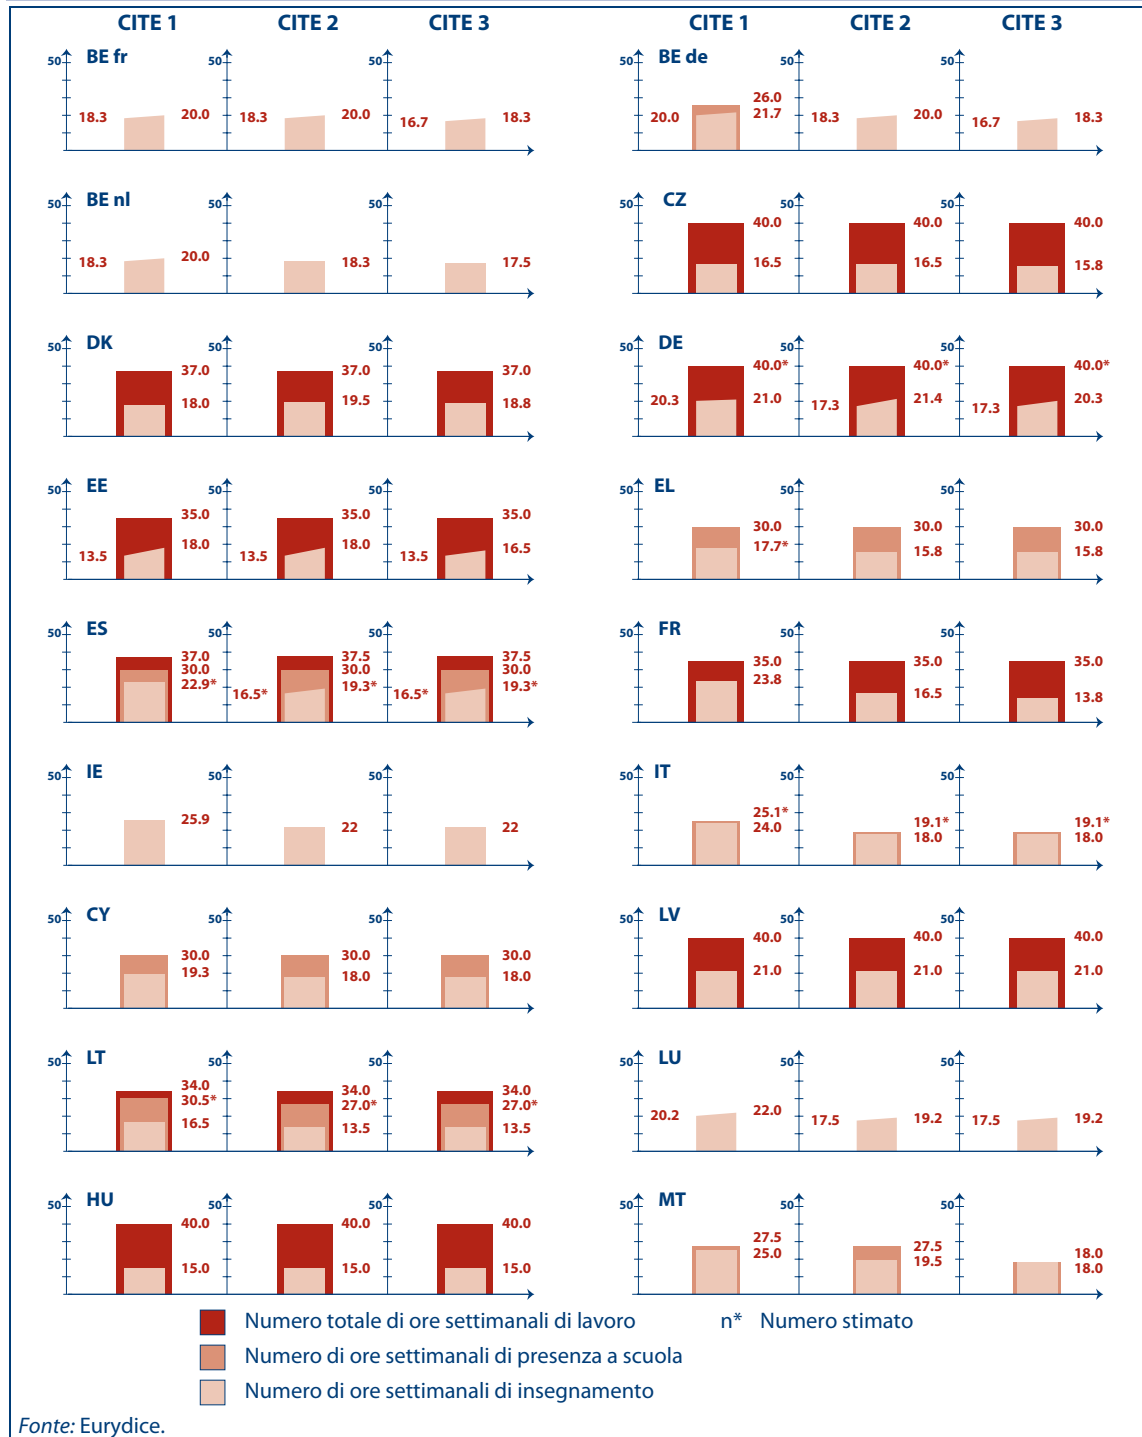 CITE 1 CITE 2 CITE 3 CITE 1 CITE 2 CITE 3
50 BE fr 50 50 50 BE de 50 50
18.3 20.0 18.3 20.0 16.7 18.3 20.0 26.0 21.7 18.3 20.0 16.7 18.3
50 BE nl 50 50 50 CZ 50 50
18.3 20.0 18.3 17.5 40.0 16.5 40.0 16.5 40.0 15.8
50 DK 50 50 50 DE 50 50
37.0 18.0 37.0 19.5 37.0 18.8 20.3 40.0* 21.0 17.3 40.0* 21.4 17.3 40.0* 20.3
50 EE 50 50 50 EL 50 50
13.5 35.0 18.0 13.5 35.0 18.0 13.5 35.0 16.5 30.0 17.7* 30.0 15.8 30.0 15.8
50 ES 50 50 50 FR 50 50
37.0 30.0 22.9* 16.5* 37.5 30.0 19.3* 16.5* 37.5 30.0 19.3* 35.0 23.8 35.0 16.5 35.0 13.8
50 IE 50 50 50 IT 50 50
25.9 22 22 25.1* 24.0 19.1* 18.0 19.1* 18.0
50 CY 50 50 50 LV 50 50
30.0 19.3 30.0 18.0 30.0 18.0 40.0 21.0 40.0 21.0 40.0 21.0
50 LT 50 50 50 LU 50 50
34.0 30.5* 16.5 34.0 27.0* 13.5 34.0 27.0* 13.5 20.2 22.0 17.5 19.2 17.5 19.2
50 HU 50 50 50 MT 50 50
40.0 15.0 40.0 15.0 40.0 15.0 27.5 25.0 27.5 19.5 18.0 18.0
Numero totale di ore settimanali di lavoro n* Numero stimato
Numero di ore settimanali di presenza a scuola
Numero di ore settimanali di insegnamento
Fonte: Eurydice.